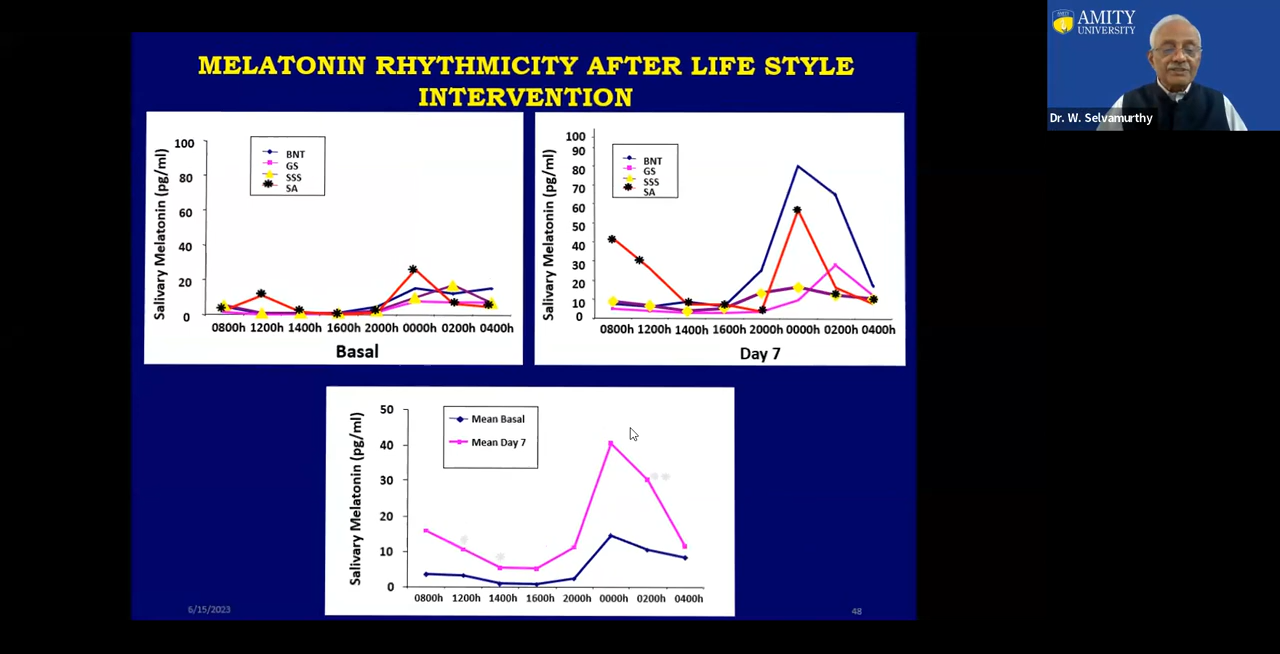 AMITY
AMITY
UNIVERSITY
Dr. W. Selvamurthy
MELATONIN RHYTHMICITY AFTER LIFE STYLE
INTERVENTION
Salivary Melatonin (pg/ml)
100
80
60
40
20
0
BNT
GS
SSS
SA
0800h 1200h 1400h 1600h 2000h 0000h 0200h 0400h
Basal
Salivary Melatonin (pg/ml)
100
90
80
70
60
50
40
30
20
10
0
BNT
GS
SSS
SA
0800h 1200h 1400h 1600h 2000h 0000h 0200h 0400h
Day 7
Salivary Melatonin (pg/ml)
50
40
30
20
10
0
Mean Basal
Mean Day 7
0800h 1200h 1400h 1600h 2000h 0000h 0200h 0400h
6/15/2023
48